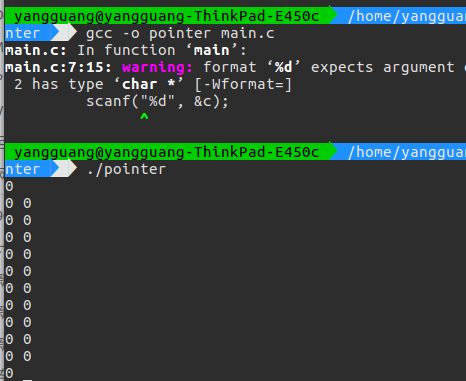 yangguang@yangguang-ThinkPad-E450c /home/yangguang
nter gcc -o pointer main.c
main.c: In function ‘main’:
main.c:7:15: warning: format ‘%d’ expects argument
2 has type ‘char *’ [-Wformat=]
scanf("%d", &c);
^
yangguang@yangguang-ThinkPad-E450c /home/yanggua
nter ./pointer
0
0 0
0 0
0 0
0 0
0 0
0 0
0 0
0 0
0 0
0 0
0